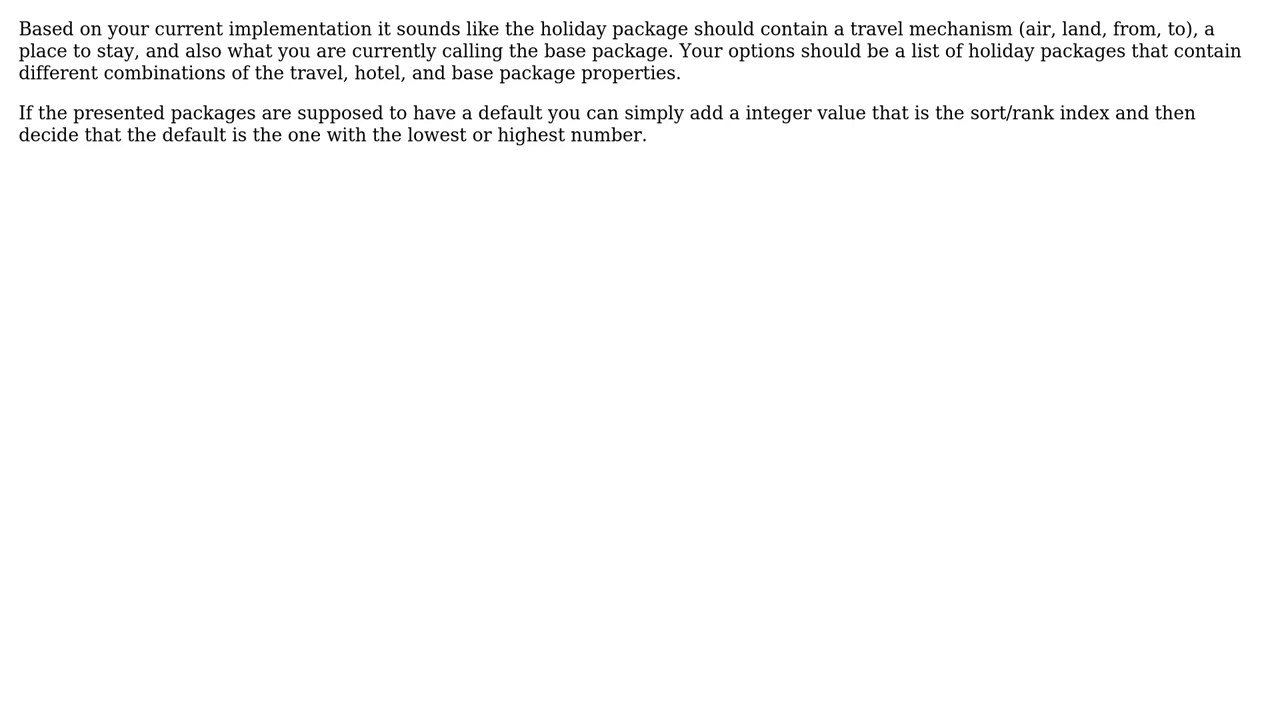 Based on your current implementation it sounds like the holiday package should contain a travel mechanism (air, land, from, to), a
place to stay, and also what you are currently calling the base package. Your options should be a list of holiday packages that contain
different combinations of the travel, hotel, and base package properties.
If the presented packages are supposed to have a default you can simply add a integer value that is the sort/rank index and then
decide that the default is the one with the lowest or highest number.